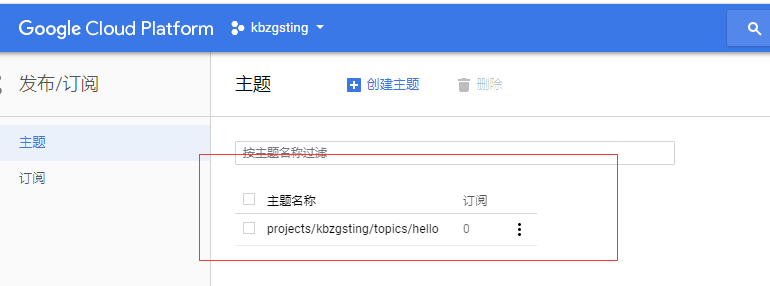 Google Cloud Platform kbzgsting
发布/订阅
主题 创建主题 删除
主题
订阅
按主题名称过滤
主题名称 订阅
projects/kbzgsting/topics/hello 0